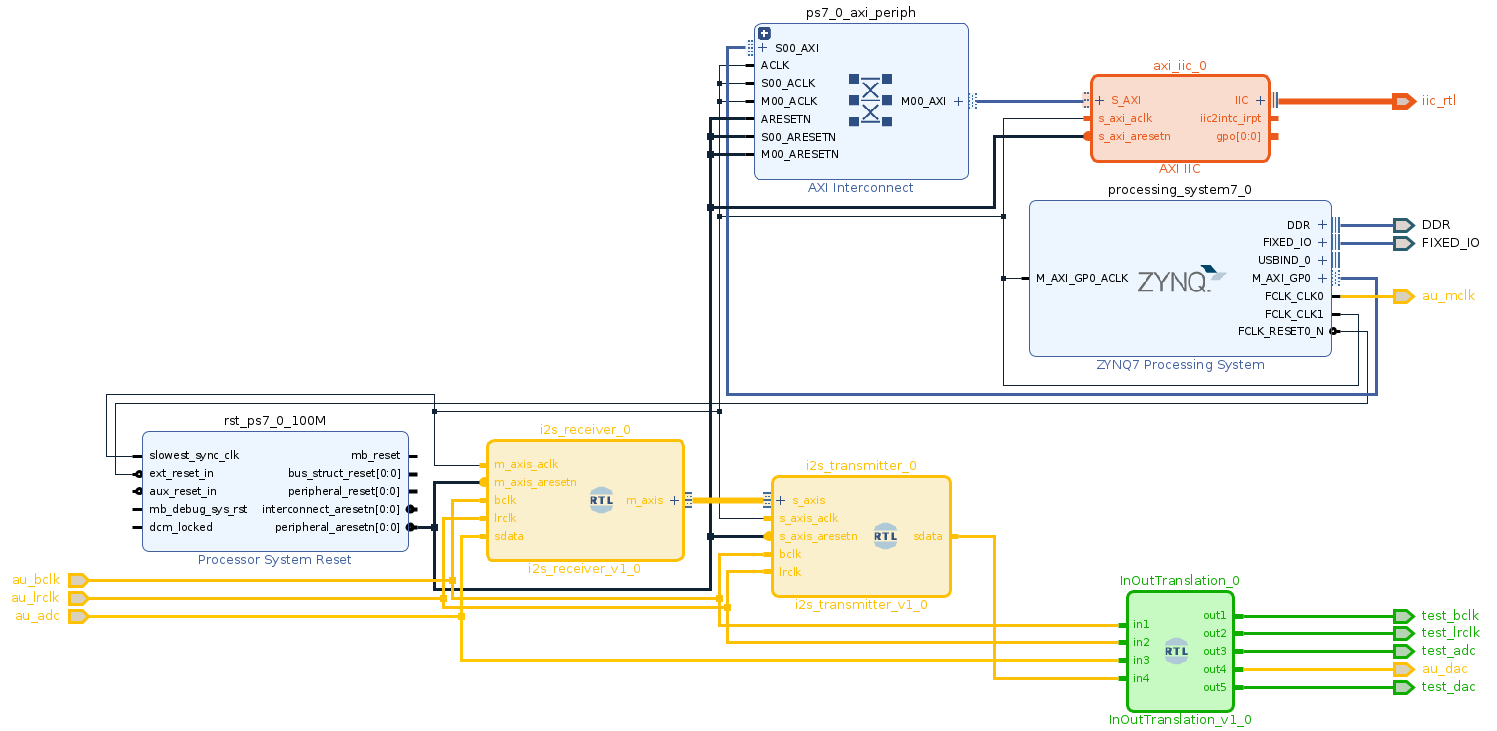 ps7_0_axi_periph
S00_AXI
ACLK
S00_ACLK
M00_ACLK
M00_AXI
ARESETN
S00_ARESETN
M00_ARESETN
AXI Interconnect
axi_iic_0
S_AXI
IIC
s_axi_aclk
iic2intc_irpt
s_axi_aresetn
gpo[0:0]
AXI IIC
iic_rtl
processing_system7_0
DDR
FIXED_IO
USBIND_0
M_AXI_GP0_ACLK
ZYNQ
M_AXI_GP0
FCLK_CLK0
FCLK_CLK1
FCLK_RESET0_N
ZYNQ7 Processing System
DDR
FIXED_IO
au_mclk
rst_ps7_0_100M
slowest_sync_clk
mb_reset
ext_reset_in
bus_struct_reset[0:0]
aux_reset_in
peripheral_reset[0:0]
mb_debug_sys_rst
interconnect_aresetn[0:0]
dcm_locked
peripheral_aresetn[0:0]
Processor System Reset
i2s_receiver_0
m_axis_aclk
m_axis_aresetn
bclk
RTL
m_axis
lrclk
sdata
i2s_receiver_v1_0
i2s_transmitter_0
s_axis
s_axis_aclk
s_axis_aresetn
RTL
sdata
bclk
lrclk
i2s_transmitter_v1_0
au_bclk
au_lrclk
au_adc
InOutTranslation_0
in1
out1
in2
out2
in3
RTL
out3
in4
out4
out5
InOutTranslation_v1_0
test_bclk
test_lrclk
test_adc
au_dac
test_dac